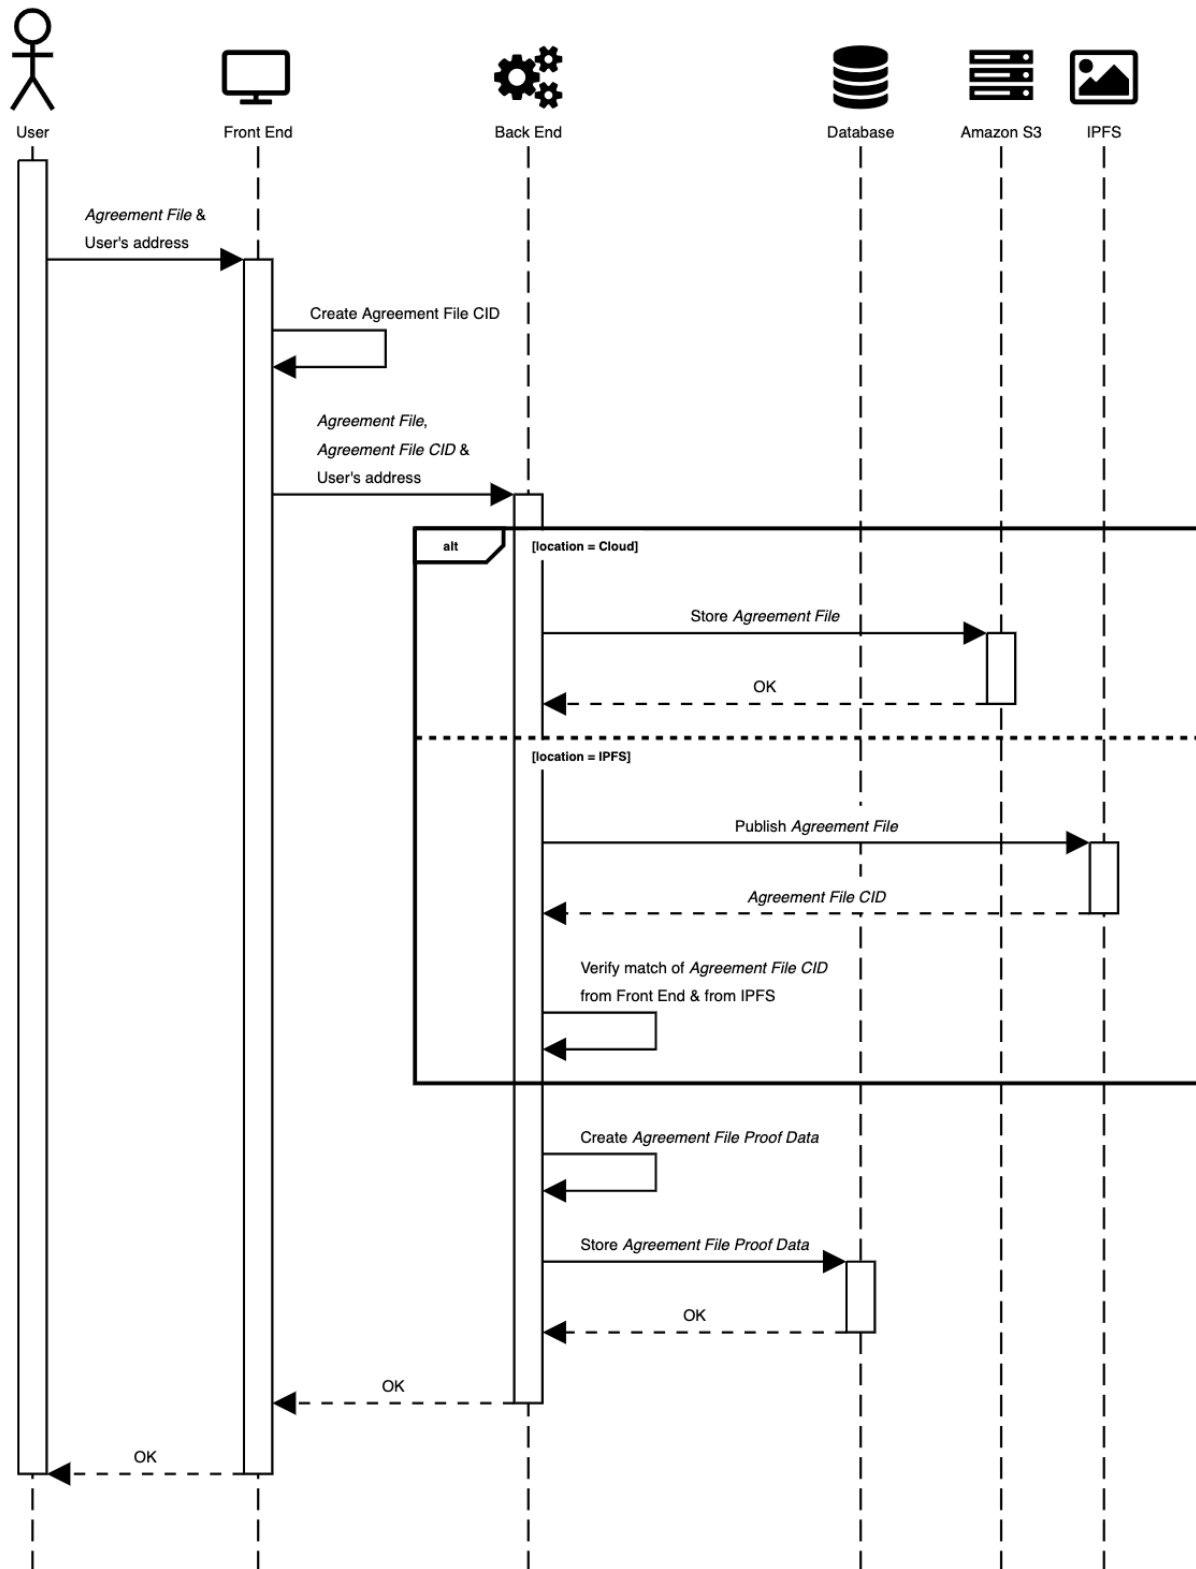 User
Front End
Back End
Database
Amazon S3
IPFS
Agreement File &
User's address
Create Agreement File CID
Agreement File,
Agreement File CID &
User's address
alt
[location = Cloud]
Store Agreement File
OK
[location = IPFS]
Publish Agreement File
Agreement File CID
Verify match of Agreement File CID
from Front End & from IPFS
Create Agreement File Proof Data
Store Agreement File Proof Data
OK
OK
OK